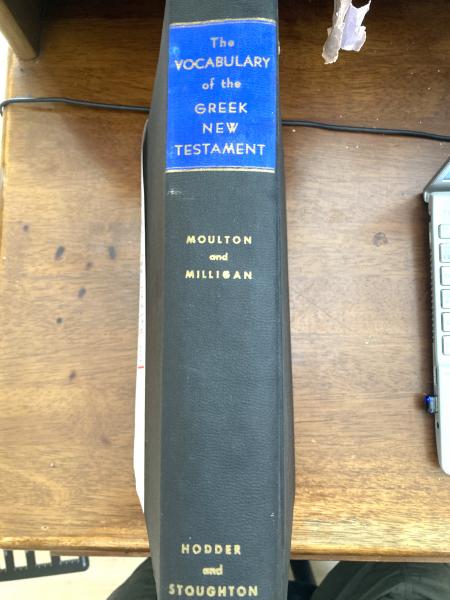 The
VOCABULARY
of the
GREEK
NEW
TESTAMENT
MOULTON
and
MILLIGAN
HODDER
and
STOUGHTON